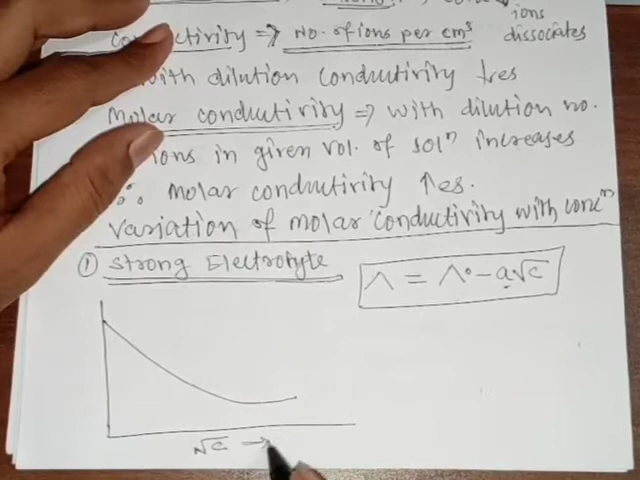 ions
conductivity ⇒ No. of ions per cm³ dissociates
with dilution conductivity ↓es
Molar conductivity ⇒ with dilution no.
ions in given vol. of solⁿ increases
∴ molar conductivity ↑es.
variation of molar conductivity with concⁿ
① Strong Electrolyte
Λ = Λ° - a√c
√c →